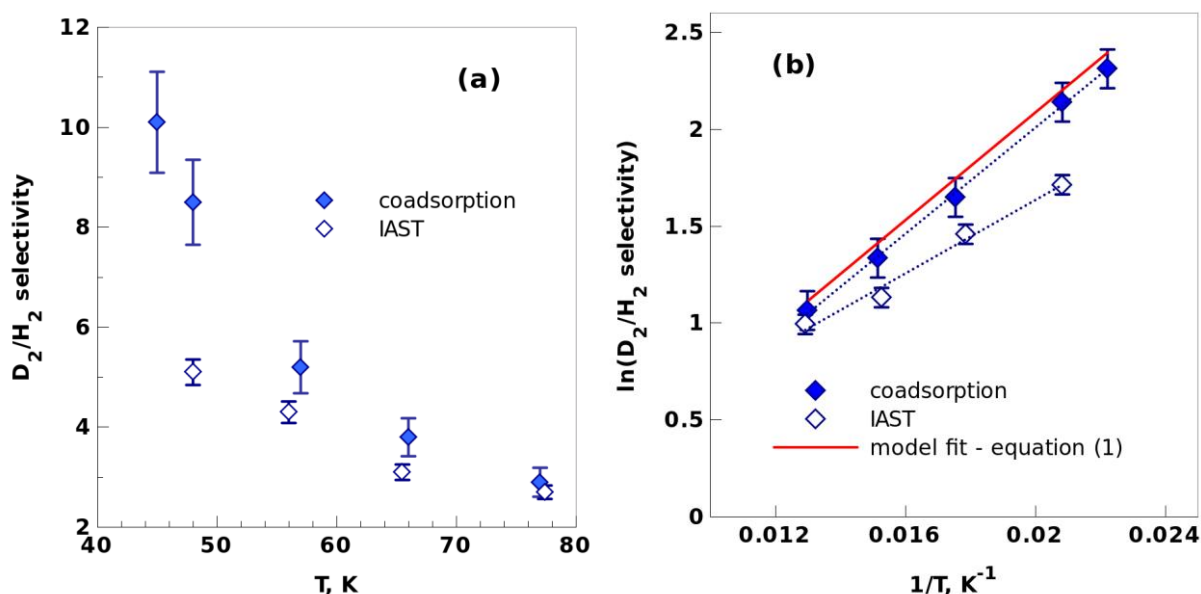 12
10
8
6
4
2
D2/H2 selectivity
(a)
coadsorption
IAST
40 50 60 70 80
T, K
2.5
2
1.5
1
0.5
0
ln(D2/H2 selectivity)
(b)
coadsorption
IAST
model fit - equation (1)
0.012 0.016 0.02 0.024
1/T, K-1